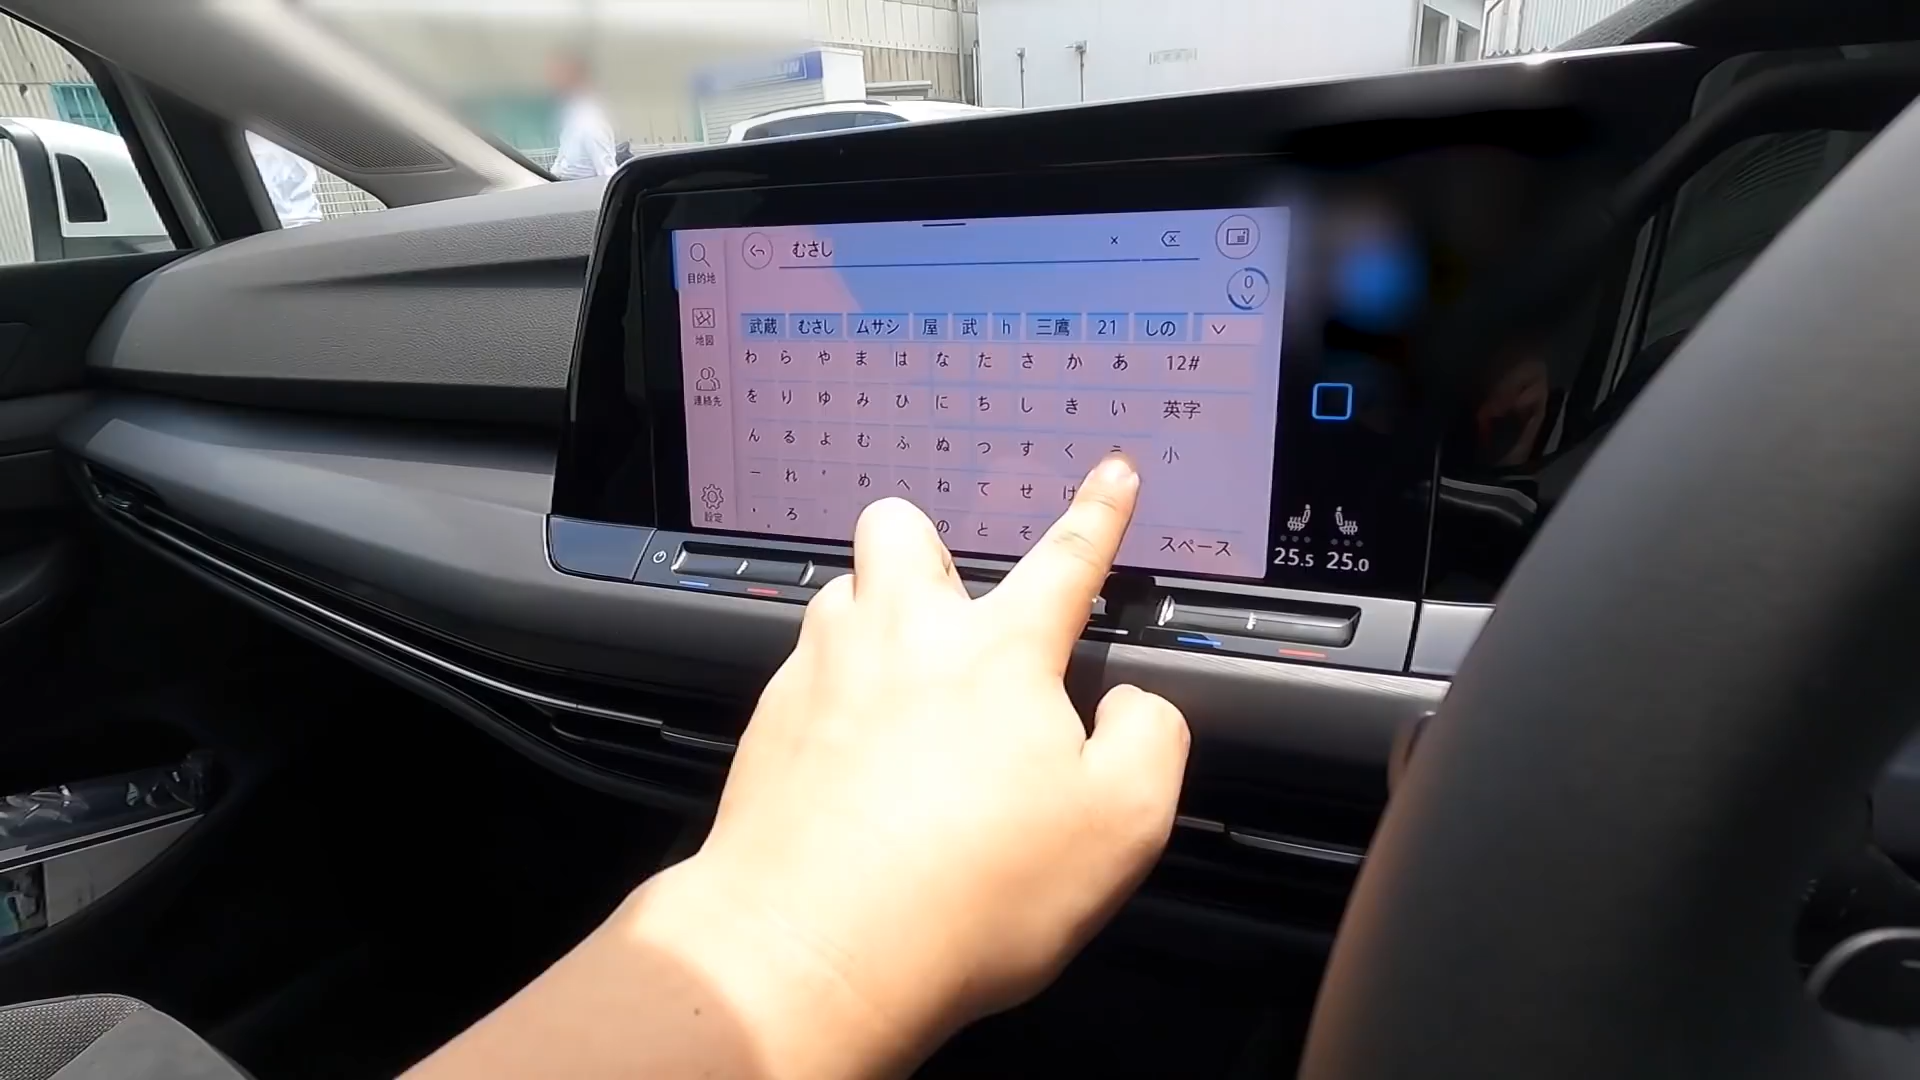 むさし
×
0
目的地
地図
連絡先
設定
武蔵 むさし ムサシ 屋 武 h 三鷹 21 しの
わ ら や ま は な た さ か あ 12#
を り ゆ み ひ に ち し き い 英字
ん る よ む ふ ぬ つ す く う 小
ー れ ゛ め へ ね て せ け
、 ろ ゜ の と そ スペース
25.5 25.0